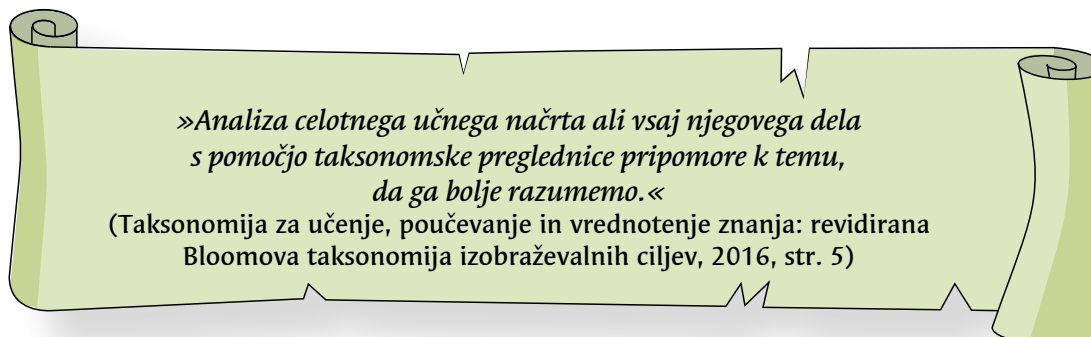 »Analiza celotnega učnega načrta ali vsaj njegovega dela
s pomočjo taksonomske preglednice pripomore k temu,
da ga bolje razumemo.«
(Taksonomija za učenje, poučevanje in vrednotenje znanja: revidirana
Bloomova taksonomija izobraževalnih ciljev, 2016, str. 5)